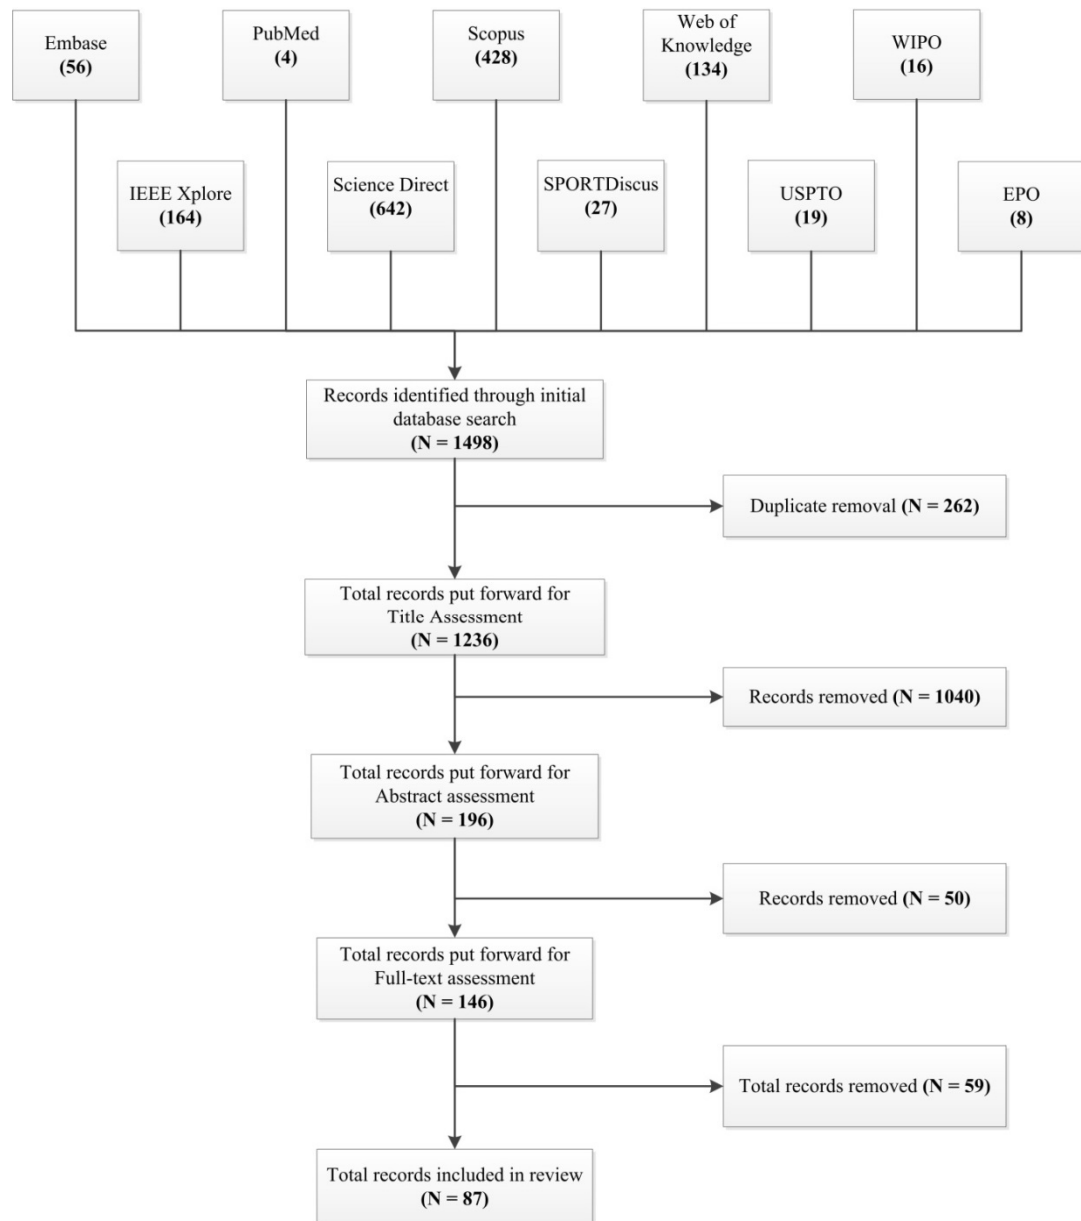 Embase
(56)
PubMed
(4)
Scopus
(428)
Web of
Knowledge
(134)
WIPO
(16)
IEEE Xplore
(164)
Science Direct
(642)
SPORTDiscus
(27)
USPTO
(19)
EPO
(8)
Records identified through initial
database search
(N = 1498)
Duplicate removal (N = 262)
Total records put forward for
Title Assessment
(N = 1236)
Records removed (N = 1040)
Total records put forward for
Abstract assessment
(N = 196)
Records removed (N = 50)
Total records put forward for
Full-text assessment
(N = 146)
Total records removed (N = 59)
Total records included in review
(N = 87)